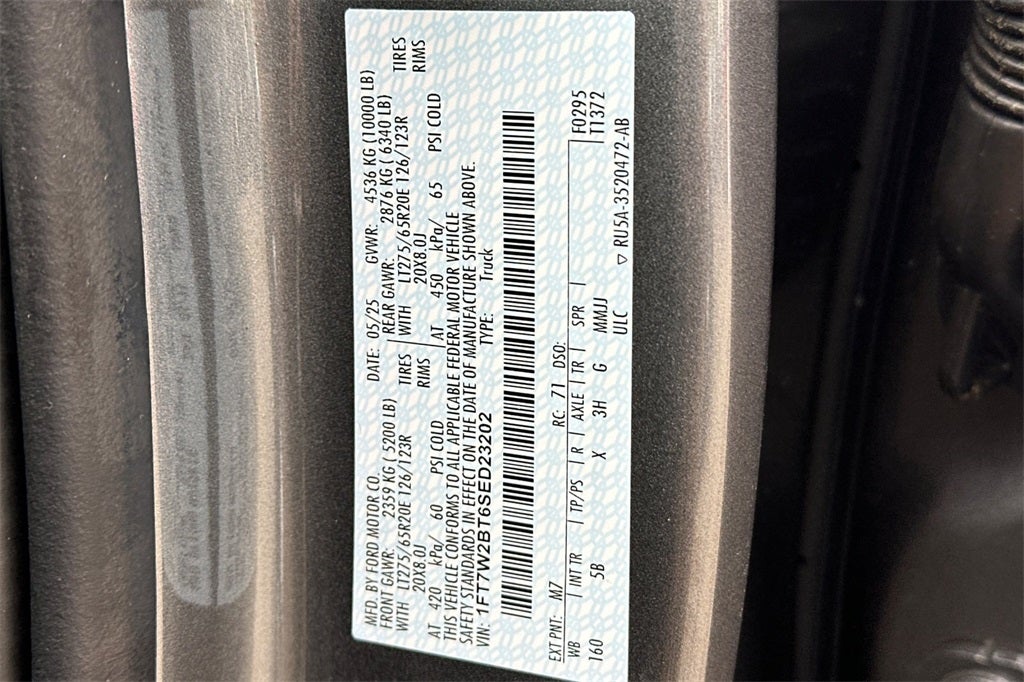 MFD. BY FORD MOTOR CO. DATE: 05/25 GVWR: 4536 KG (10000 LB)
FRONT GAWR: 2359 KG ( 5200 LB) REAR GAWR: 2876 KG ( 6340 LB)
WITH LT275/65R20E 126/123R TIRES WITH LT275/65R20E 126/123R TIRES
20X8.0J RIMS 20X8.0J RIMS
AT 420 kPa/ 60 PSI COLD AT 450 kPa/ 65 PSI COLD
THIS VEHICLE CONFORMS TO ALL APPLICABLE FEDERAL MOTOR VEHICLE
SAFETY STANDARDS IN EFFECT ON THE DATE OF MANUFACTURE SHOWN ABOVE.
VIN: 1FT7W2BT6SED23202 TYPE: Truck
EXT PNT: M7 RC: 71 DSO: F0295
WB | INT TR | TP/PS | R | AXLE | TR | SPR | T1372
160 5B X 3H G MMJJ
ULC ▽ RU5A-3520472-AB